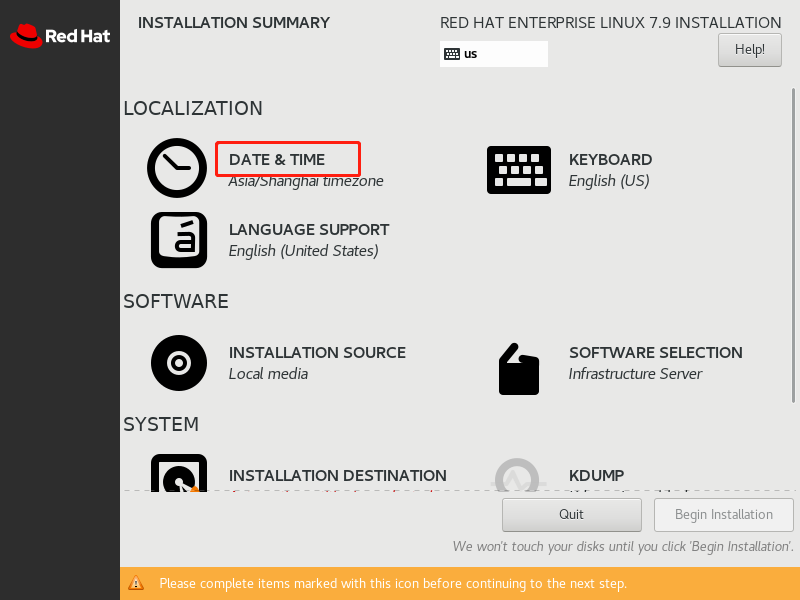 Red Hat
INSTALLATION SUMMARY
RED HAT ENTERPRISE LINUX 7.9 INSTALLATION
us
Help!
LOCALIZATION
DATE & TIME
Asia/Shanghai timezone
KEYBOARD
English (US)
á
LANGUAGE SUPPORT
English (United States)
SOFTWARE
INSTALLATION SOURCE
Local media
SOFTWARE SELECTION
Infrastructure Server
SYSTEM
INSTALLATION DESTINATION
KDUMP
Quit
Begin Installation
We won't touch your disks until you click 'Begin Installation'.
Please complete items marked with this icon before continuing to the next step.